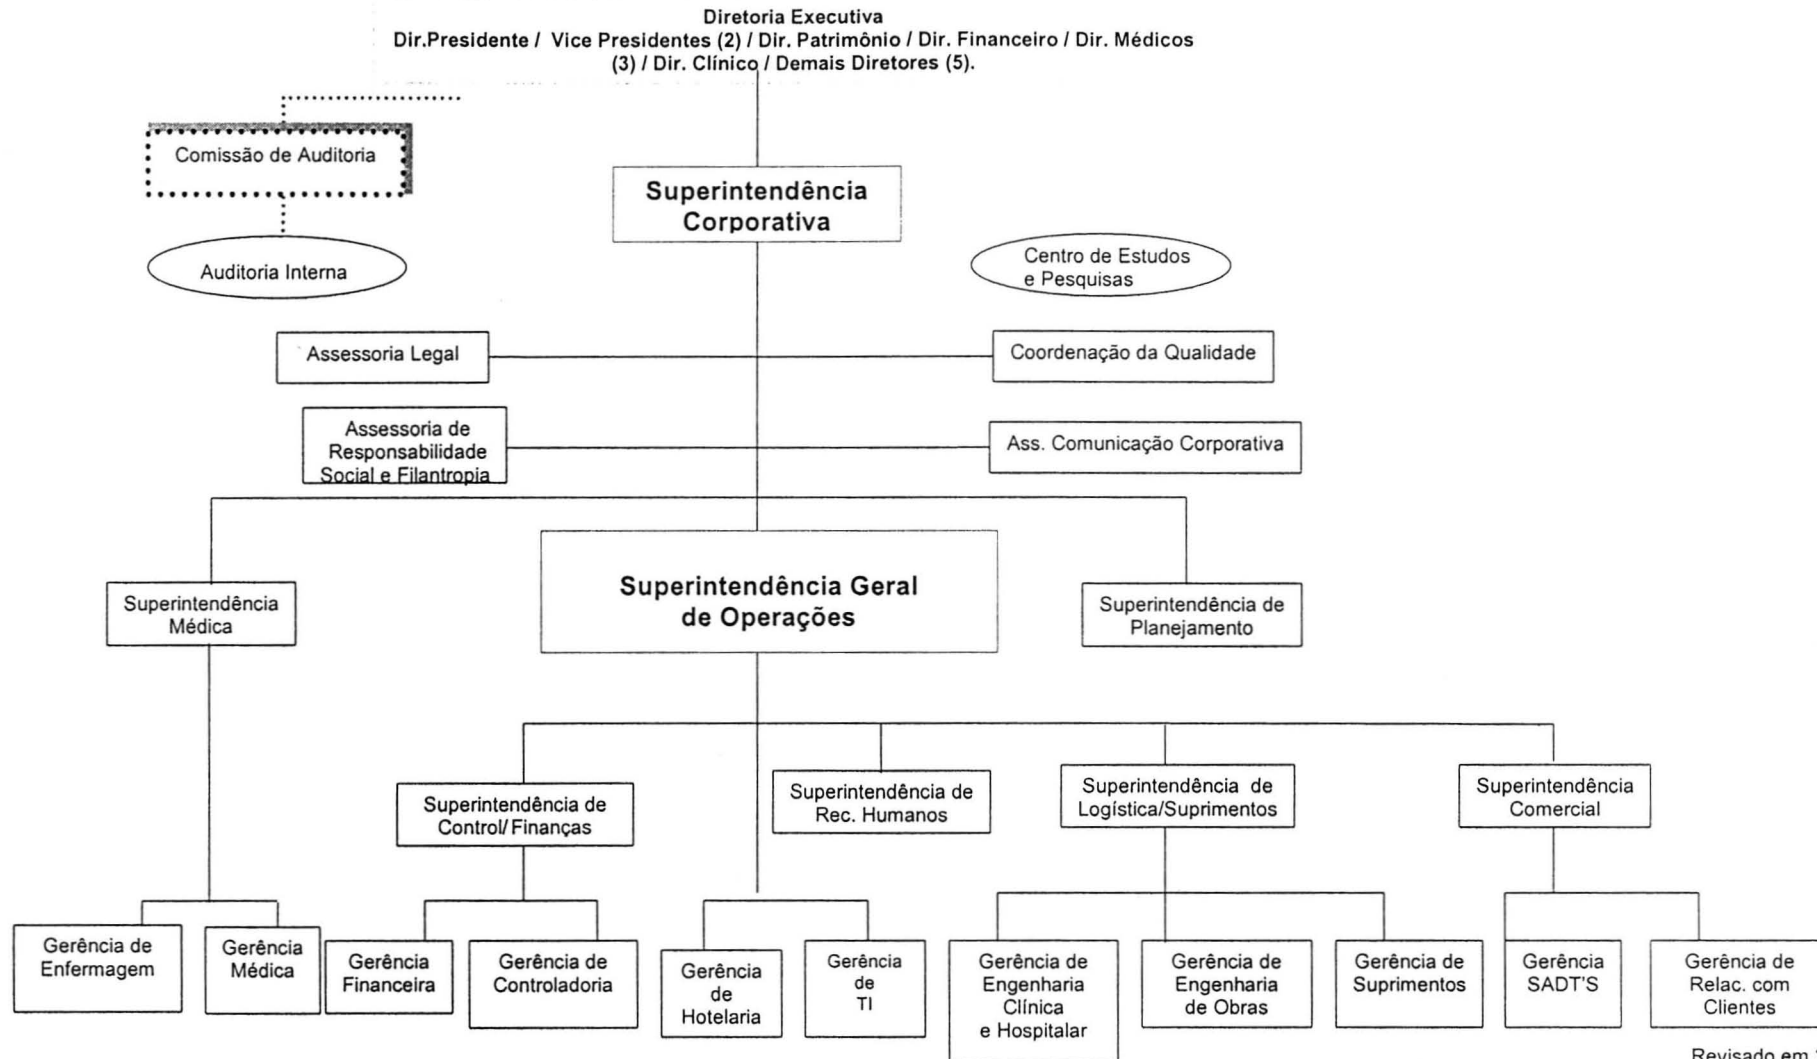 Diretoria Executiva
Dir.Presidente / Vice Presidentes (2) / Dir. Patrimônio / Dir. Financeiro / Dir. Médicos
(3) / Dir. Clínico / Demais Diretores (5).
Comissão de Auditoria
Superintendência
Corporativa
Auditoria Interna
Centro de Estudos
e Pesquisas
Assessoria Legal
Coordenação da Qualidade
Assessoria de
Responsabilidade
Social e Filantropia
Ass. Comunicação Corporativa
Superintendência
Médica
Superintendência Geral
de Operações
Superintendência de
Planejamento
Superintendência de
Control/Finanças
Superintendência de
Rec. Humanos
Superintendência de
Logística/Suprimentos
Superintendência
Comercial
Gerência de
Enfermagem
Gerência
Médica
Gerência
Financeira
Gerência de
Controladoria
Gerência
de
Hotelaria
Gerência
de
TI
Gerência de
Engenharia
Clínica
e Hospitalar
Gerência de
Engenharia
de Obras
Gerência de
Suprimentos
Gerência
SADT'S
Gerência de
Relac. com
Clientes
Revisado em